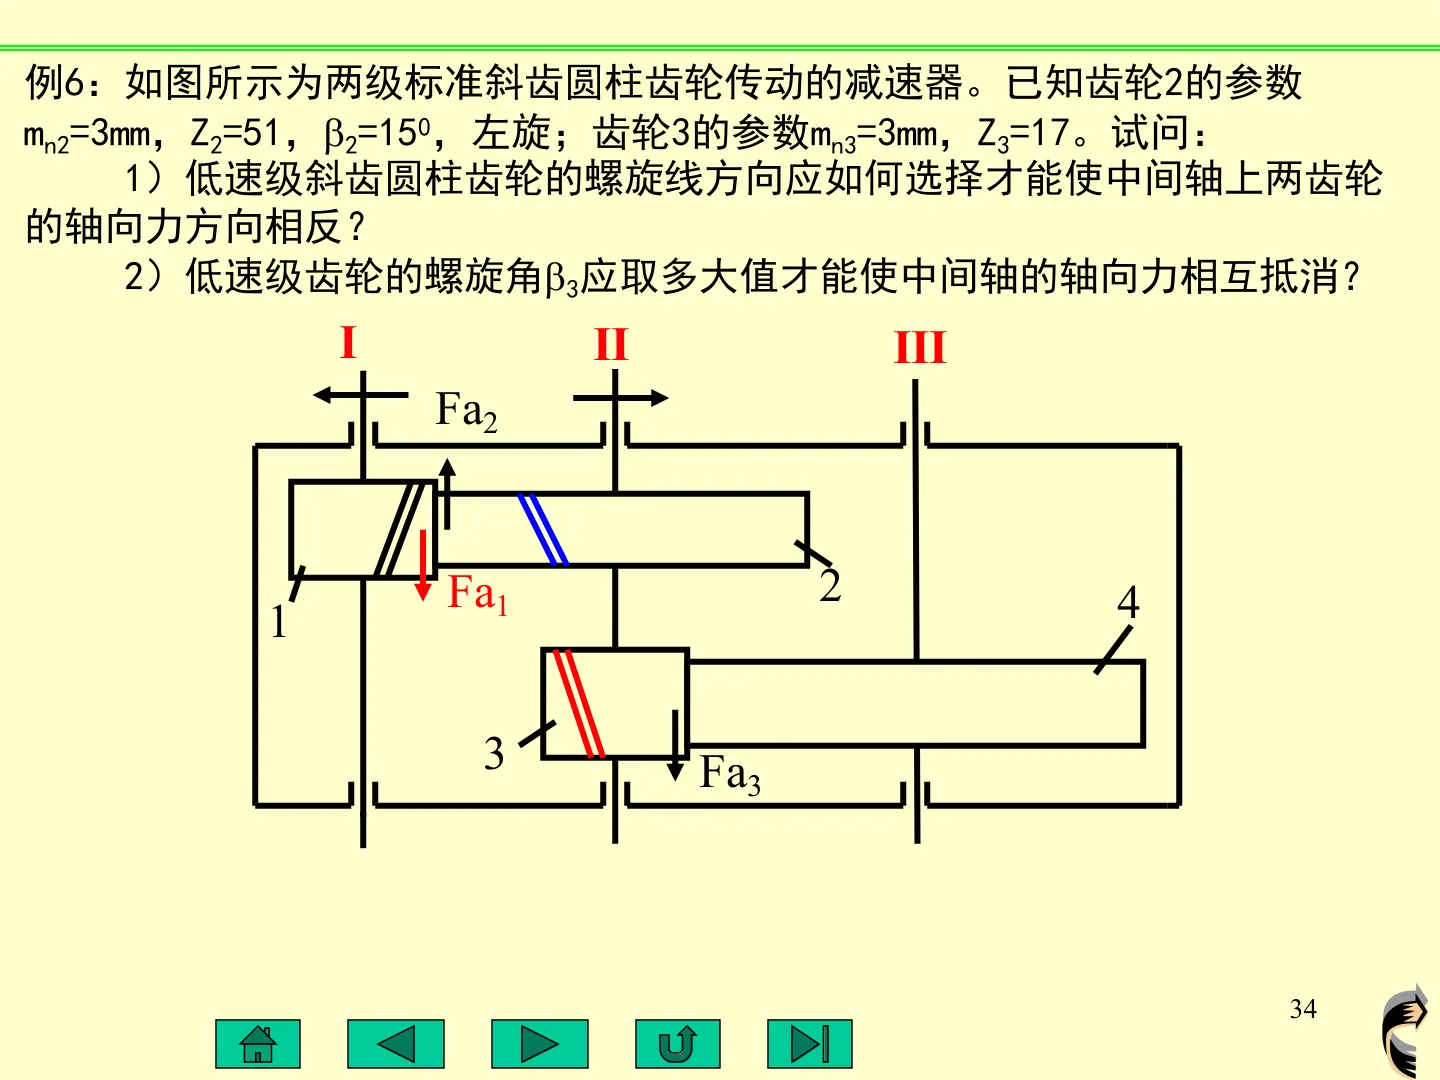 例6：如图所示为两级标准斜齿圆柱齿轮传动的减速器。已知齿轮2的参数
mn2=3mm，Z2=51，β2=15⁰，左旋；齿轮3的参数mn3=3mm，Z3=17。试问：
1）低速级斜齿圆柱齿轮的螺旋线方向应如何选择才能使中间轴上两齿轮
的轴向力方向相反？
2）低速级齿轮的螺旋角β3应取多大值才能使中间轴的轴向力相互抵消？
I II III
Fa2
Fa1
1
2
4
3
Fa3
34